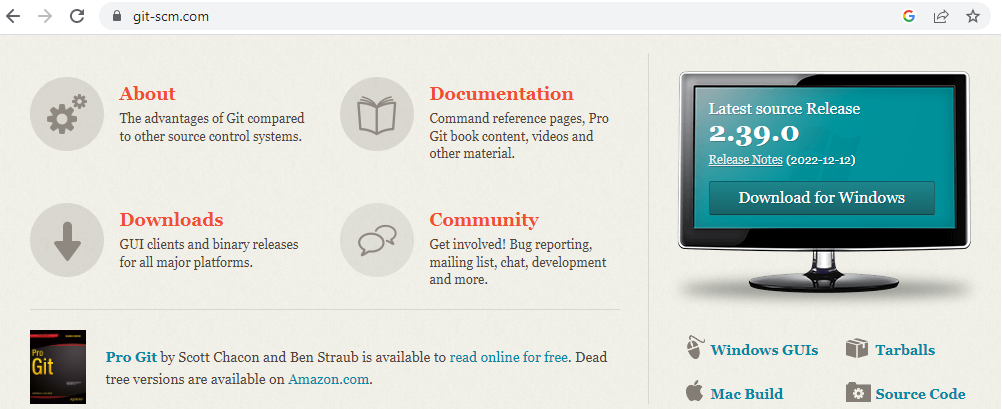 git-scm.com
About
The advantages of Git compared
to other source control systems.
Documentation
Command reference pages, Pro
Git book content, videos and
other material.
Downloads
GUI clients and binary releases
for all major platforms.
Community
Get involved! Bug reporting,
mailing list, chat, development
and more.
Latest source Release
2.39.0
Release Notes (2022-12-12)
Download for Windows
Windows GUIs
Tarballs
Mac Build
Source Code
Pro
Git
Pro Git by Scott Chacon and Ben Straub is available to read online for free. Dead
tree versions are available on Amazon.com.